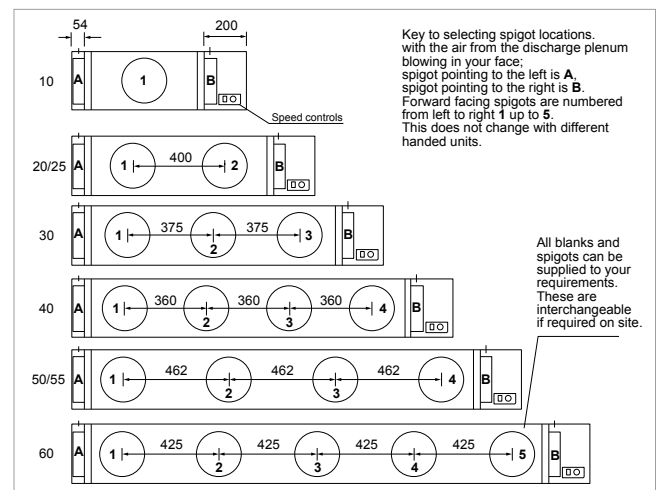 54
200
Key to selecting spigot locations.
with the air from the discharge plenum
blowing in your face;
spigot pointing to the left is A,
spigot pointing to the right is B.
Forward facing spigots are numbered
from left to right 1 up to 5.
This does not change with different
handed units.
10 A 1 B
Speed controls
20/25 A 1 400 2 B
30 A 1 375 2 375 3 B
All blanks and
spigots can be
supplied to your
requirements.
These are
interchangeable
if required on site.
40 A 1 360 2 360 3 360 4 B
50/55 A 1 462 2 462 3 462 4 B
60 A 1 425 2 425 3 425 4 425 5 B